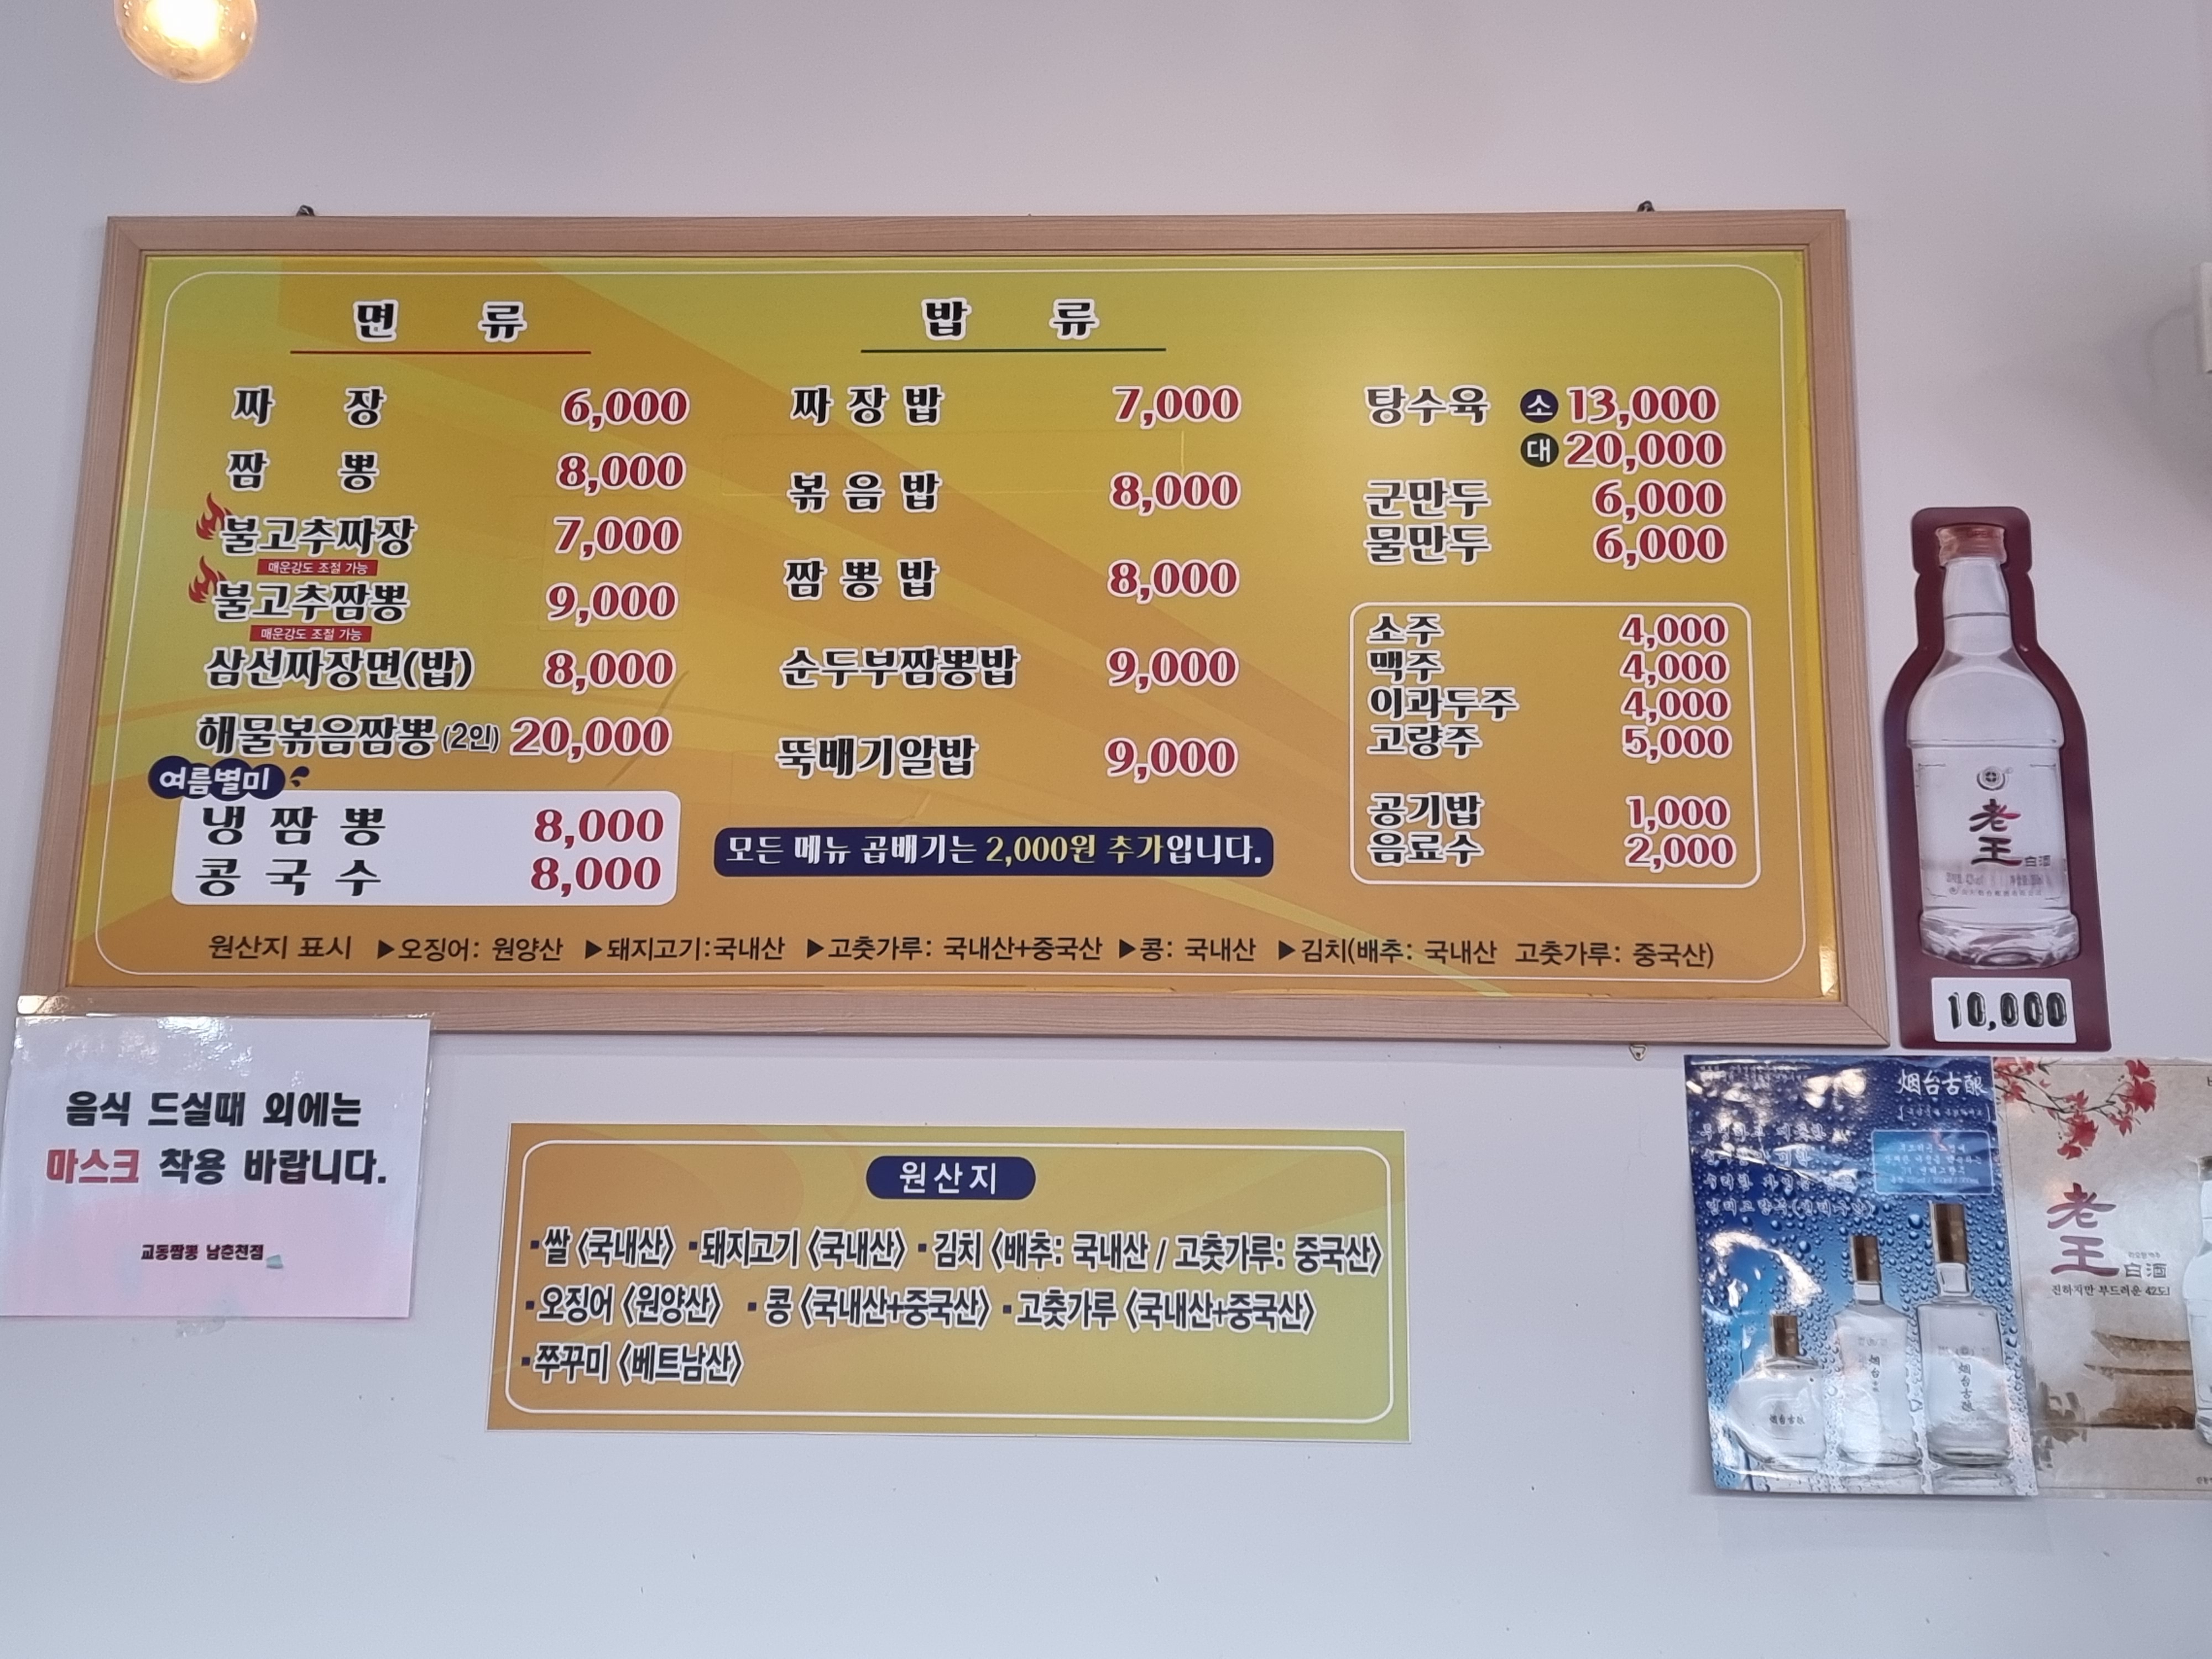 면 류
짜 장 6,000
짬 뽕 8,000
불고추짜장 7,000
매운강도 조절 가능
불고추짬뽕 9,000
매운강도 조절 가능
삼선짜장면(밥) 8,000
해물볶음짬뽕(2인) 20,000
여름별미
냉 짬 뽕 8,000
콩 국 수 8,000
밥 류
짜 장 밥 7,000
볶 음 밥 8,000
짬 뽕 밥 8,000
순두부짬뽕밥 9,000
뚝배기알밥 9,000
모든 메뉴 곱배기는 2,000원 추가입니다.
탕수육 소 13,000
대 20,000
군만두 6,000
물만두 6,000
소주 4,000
맥주 4,000
이과두주 4,000
고량주 5,000
공기밥 1,000
음료수 2,000
원산지 표시 ▶오징어: 원양산 ▶돼지고기:국내산 ▶고춧가루: 국내산+중국산 ▶콩: 국내산 ▶김치(배추: 국내산 고춧가루: 중국산)
老王
白酒
10,000
음식 드실때 외에는
마스크 착용 바랍니다.
교동짬뽕 남춘천점
원산지
▪쌀〈국내산〉 ▪돼지고기〈국내산〉 ▪김치〈배추: 국내산 / 고춧가루: 중국산〉
▪오징어〈원양산〉 ▪콩〈국내산+중국산〉 ▪고춧가루〈국내산+중국산〉
▪쭈꾸미〈베트남산〉
烟台古酿
烟台古酿
烟台古酿
老王
白酒
진하지만 부드러운 42도!